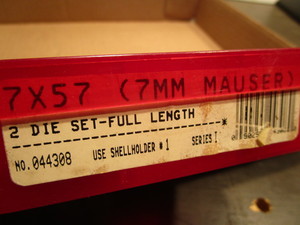 7X57 (7MM MAUSER)
2 DIE SET-FULL LENGTH
NO. 044308 USE SHELLHOLDER #1 SERIES I